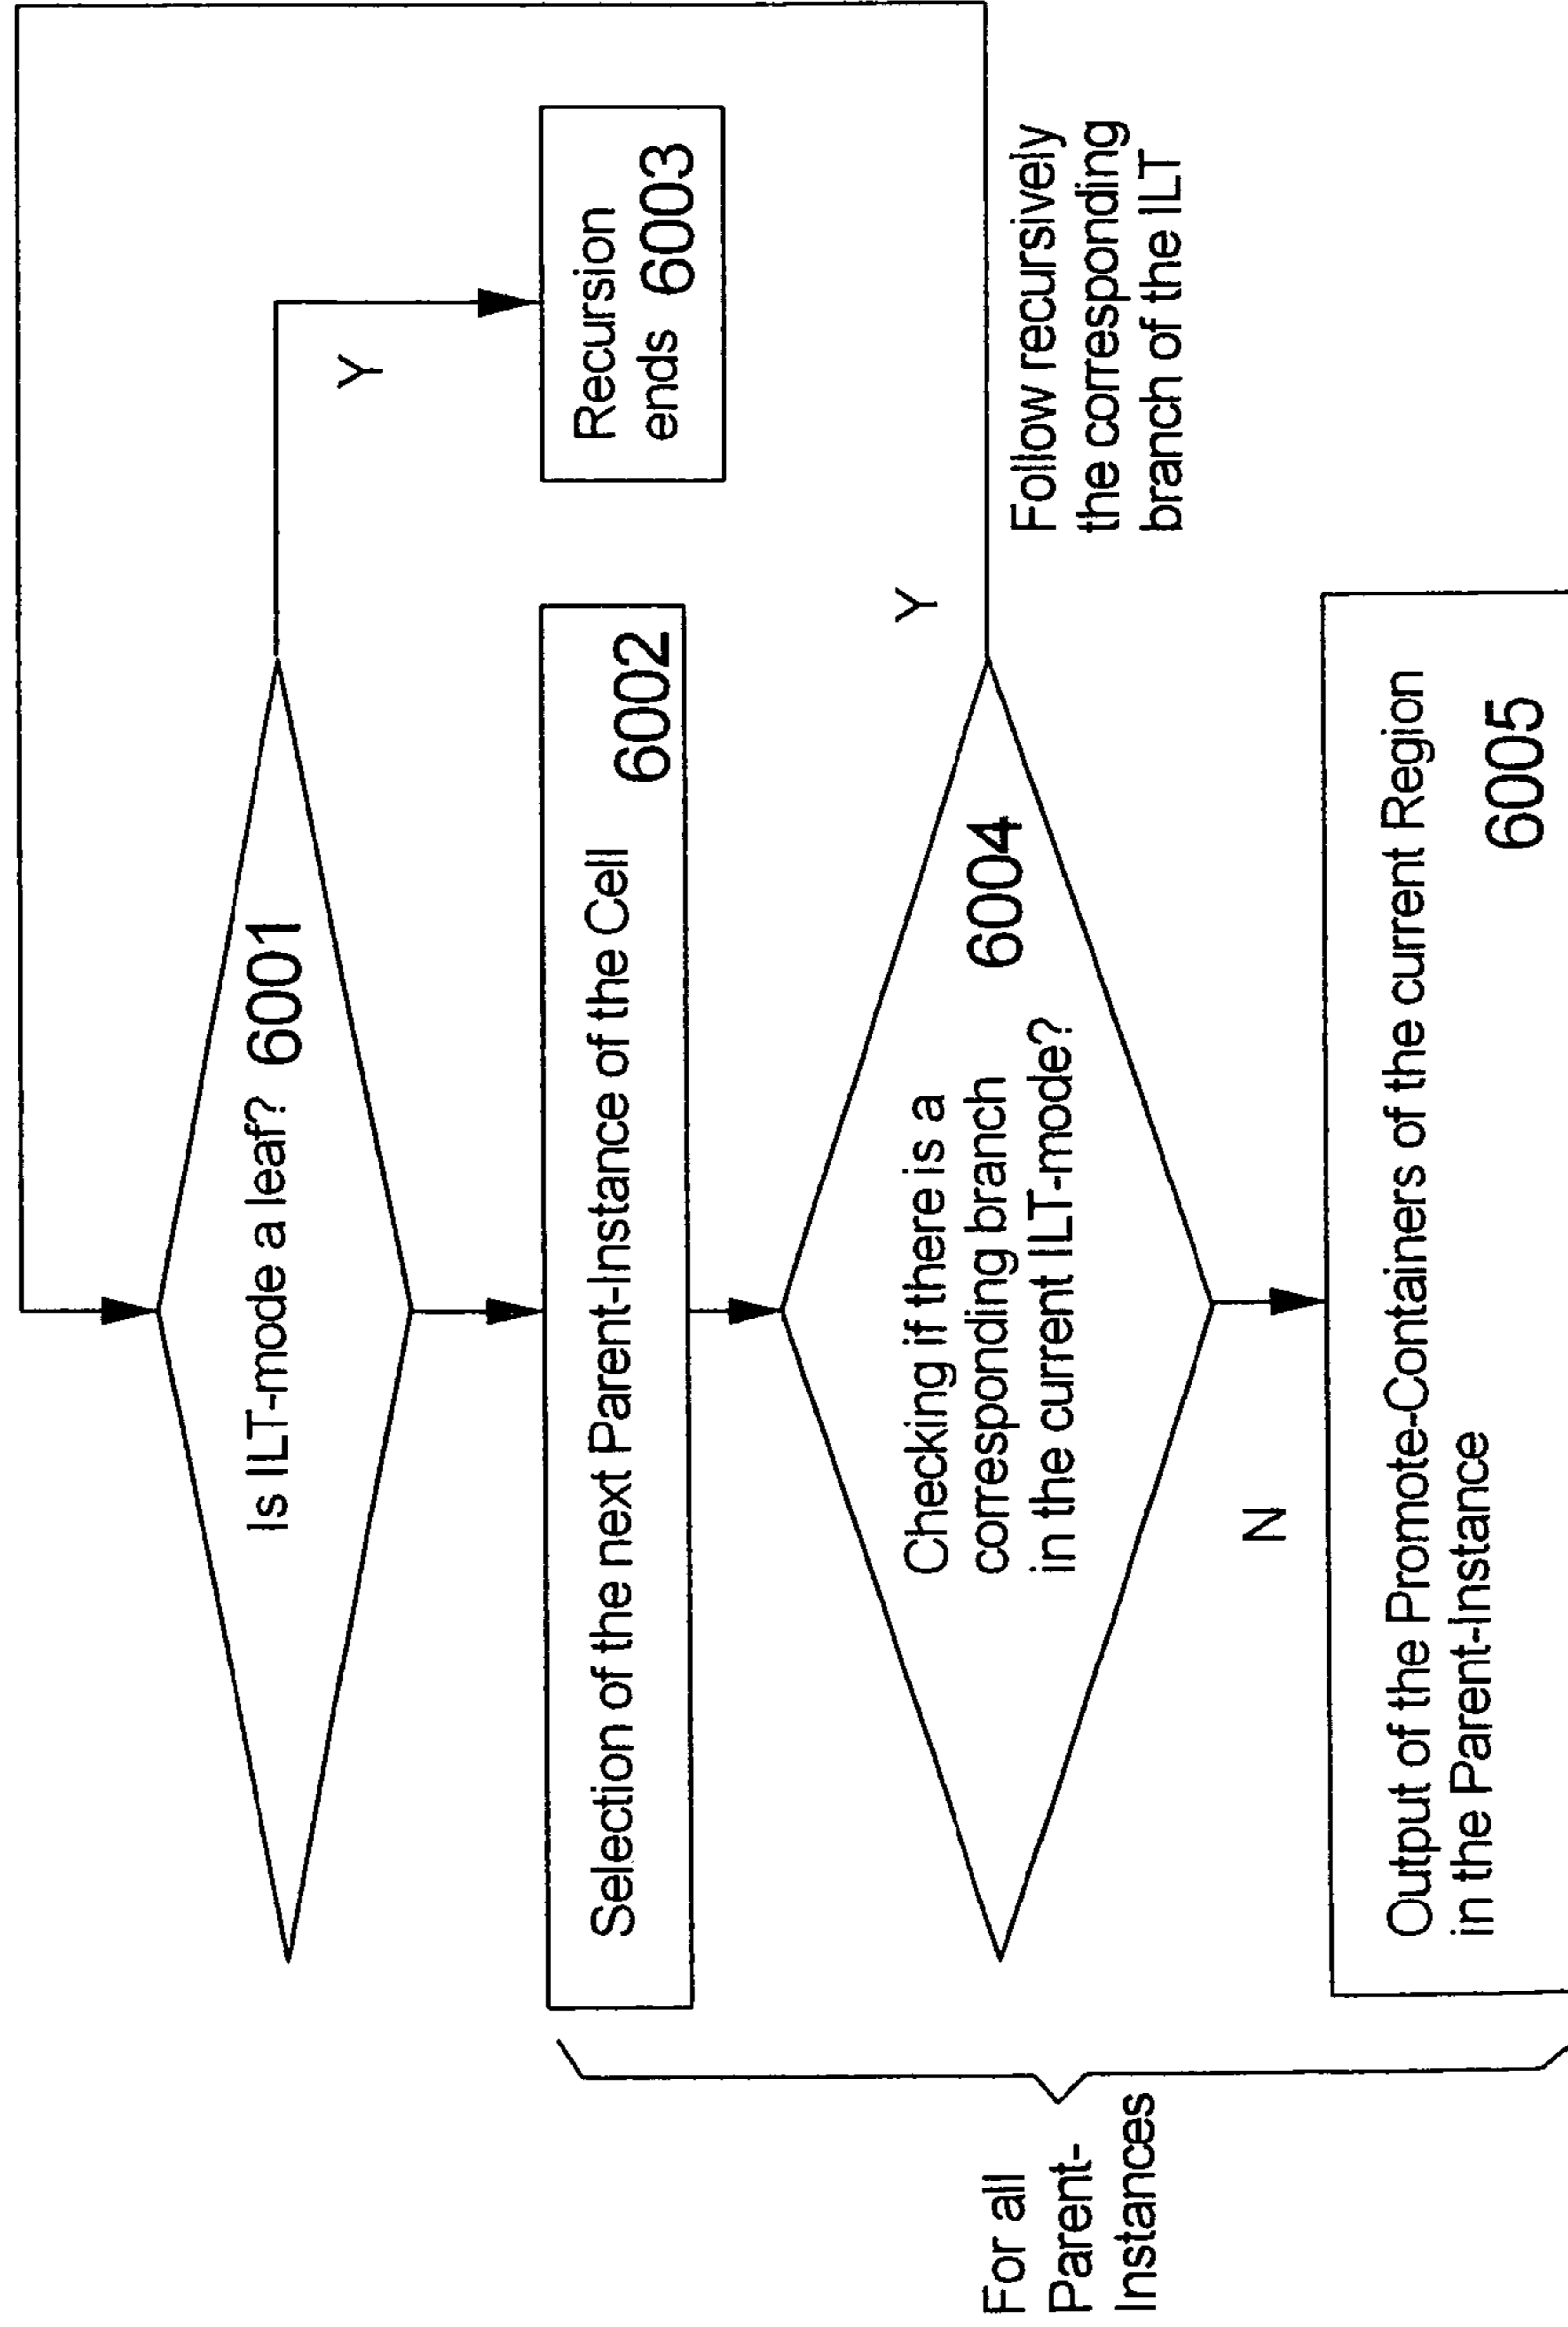 Is ILT-mode a leaf? 6001
Y
Recursion
ends 6003
Selection of the next Parent-Instance of the Cell
6002
Checking if there is a
corresponding branch
in the current ILT-mode?
6004
Y
Follow recursively
the corresponding
branch of the ILT
N
Output of the Promote-Containers of the current Region
in the Parent-Instance
6005
For all
Parent-
Instances